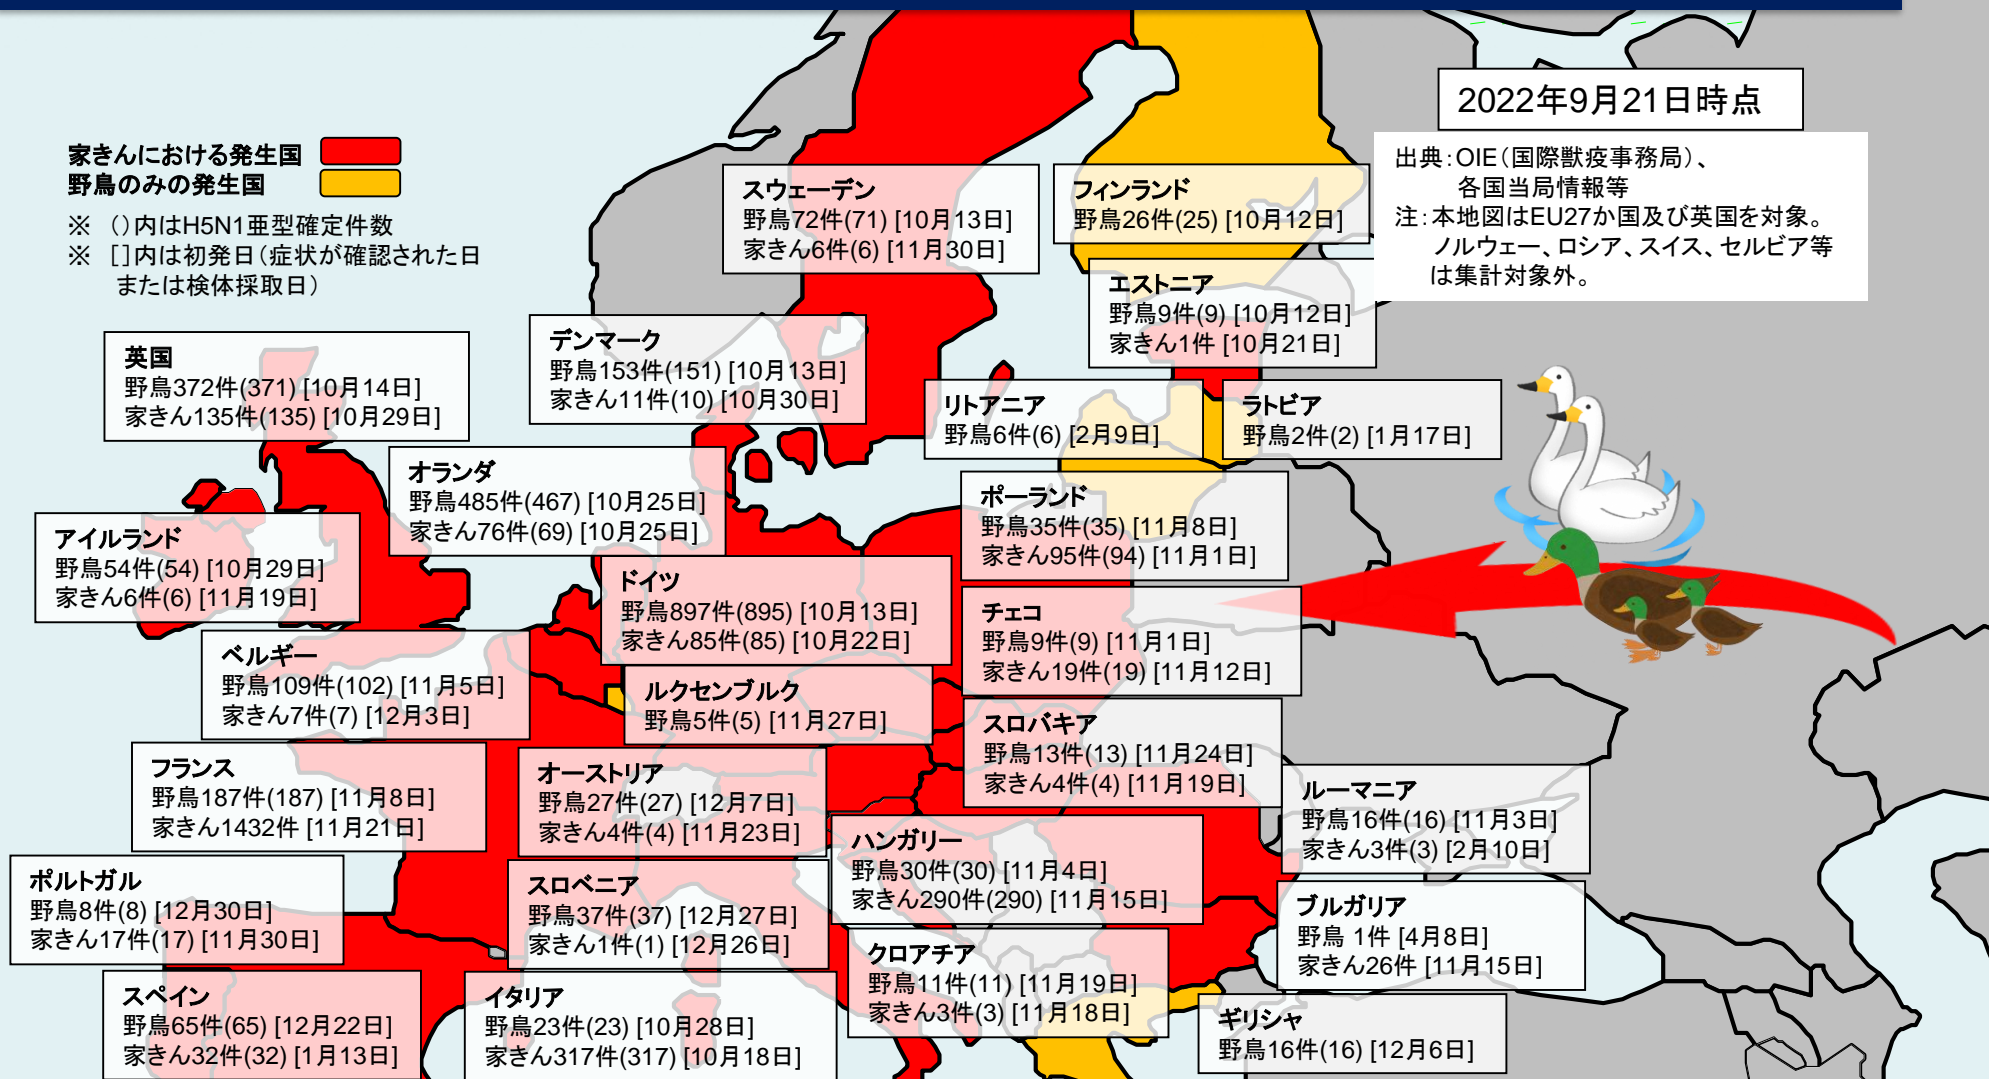 2022年9月21日時点
出典：OIE（国際獣疫事務局）、
各国当局情報等
注：本地図はEU27か国及び英国を対象。
ノルウェー、ロシア、スイス、セルビア等
は集計対象外。
家きんにおける発生国
野鳥のみの発生国
※ （）内はH5N1亜型確定件数
※ ［］内は初発日（症状が確認された日
または検体採取日）
スウェーデン
野鳥72件(71) [10月13日]
家きん6件(6) [11月30日]
フィンランド
野鳥26件(25) [10月12日]
エストニア
野鳥9件(9) [10月12日]
家きん1件 [10月21日]
英国
野鳥372件(371) [10月14日]
家きん135件(135) [10月29日]
デンマーク
野鳥153件(151) [10月13日]
家きん11件(10) [10月30日]
リトアニア
野鳥6件(6) [2月9日]
ラトビア
野鳥2件(2) [1月17日]
オランダ
野鳥485件(467) [10月25日]
家きん76件(69) [10月25日]
ポーランド
野鳥35件(35) [11月8日]
家きん95件(94) [11月1日]
アイルランド
野鳥54件(54) [10月29日]
家きん6件(6) [11月19日]
ドイツ
野鳥897件(895) [10月13日]
家きん85件(85) [10月22日]
チェコ
野鳥9件(9) [11月1日]
家きん19件(19) [11月12日]
ベルギー
野鳥109件(102) [11月5日]
家きん7件(7) [12月3日]
ルクセンブルク
野鳥5件(5) [11月27日]
スロバキア
野鳥13件(13) [11月24日]
家きん4件(4) [11月19日]
フランス
野鳥187件(187) [11月8日]
家きん1432件 [11月21日]
オーストリア
野鳥27件(27) [12月7日]
家きん4件(4) [11月23日]
ルーマニア
野鳥16件(16) [11月3日]
家きん3件(3) [2月10日]
ハンガリー
野鳥30件(30) [11月4日]
家きん290件(290) [11月15日]
ポルトガル
野鳥8件(8) [12月30日]
家きん17件(17) [11月30日]
スロベニア
野鳥37件(37) [12月27日]
家きん1件(1) [12月26日]
ブルガリア
野鳥 1件 [4月8日]
家きん26件 [11月15日]
クロアチア
野鳥11件(11) [11月19日]
家きん3件(3) [11月18日]
スペイン
野鳥65件(65) [12月22日]
家きん32件(32) [1月13日]
イタリア
野鳥23件(23) [10月28日]
家きん317件(317) [10月18日]
ギリシャ
野鳥16件(16) [12月6日]